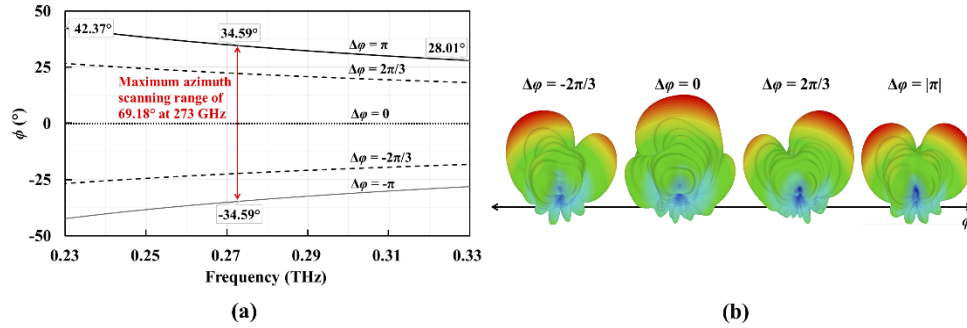 50
25
0
-25
-50
ϕ (°)
42.37°
34.59°
28.01°
Δφ = π
Δφ = 2π/3
Δφ = 0
Δφ = -2π/3
Δφ = -π
-34.59°
Maximum azimuth
scanning range of
69.18° at 273 GHz
0.23 0.25 0.27 0.29 0.31 0.33
Frequency (THz)
(a)
Δφ = -2π/3 Δφ = 0 Δφ = 2π/3 Δφ = |π|
(b)